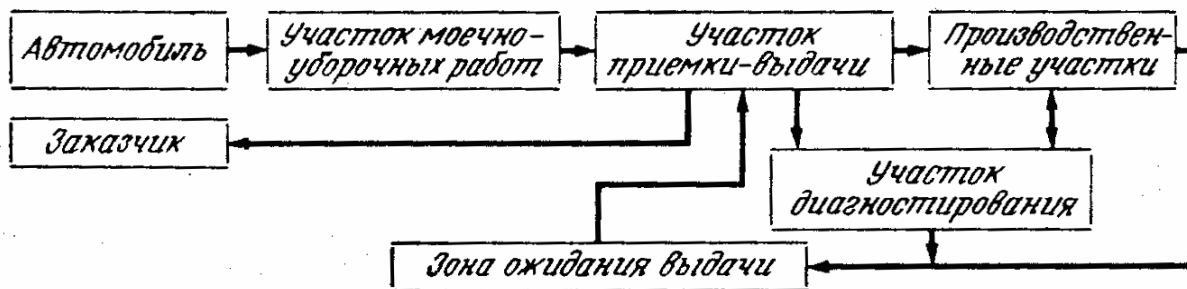 Автомобиль
Участок моечно-
уборочных работ
Участок
приемки-выдачи
Производствен-
ные участки
Заказчик
Участок
диагностирования
Зона ожидания выдачи